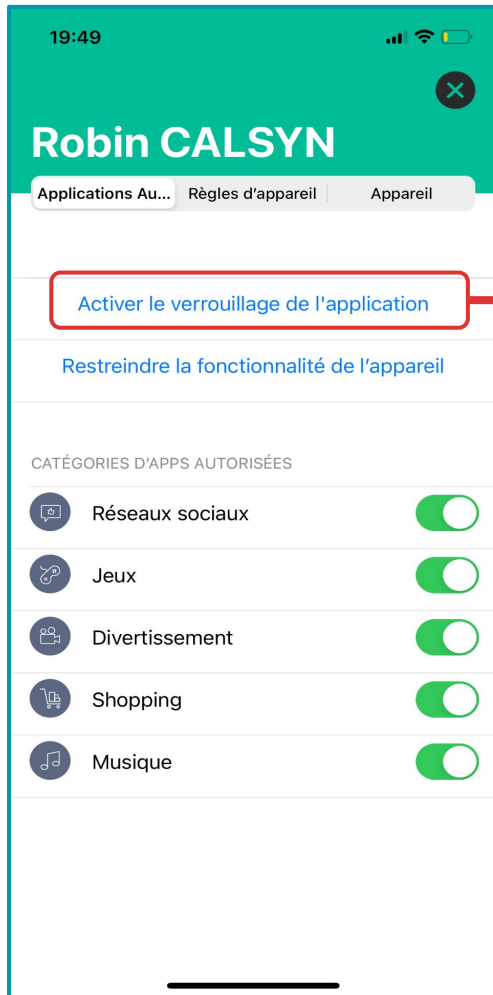 19:49
Robin CALSYN
Applications Au... Règles d'appareil Appareil
Activer le verrouillage de l'application
Restreindre la fonctionnalité de l’appareil
CATÉGORIES D’APPS AUTORISÉES
Réseaux sociaux
Jeux
Divertissement
Shopping
Musique